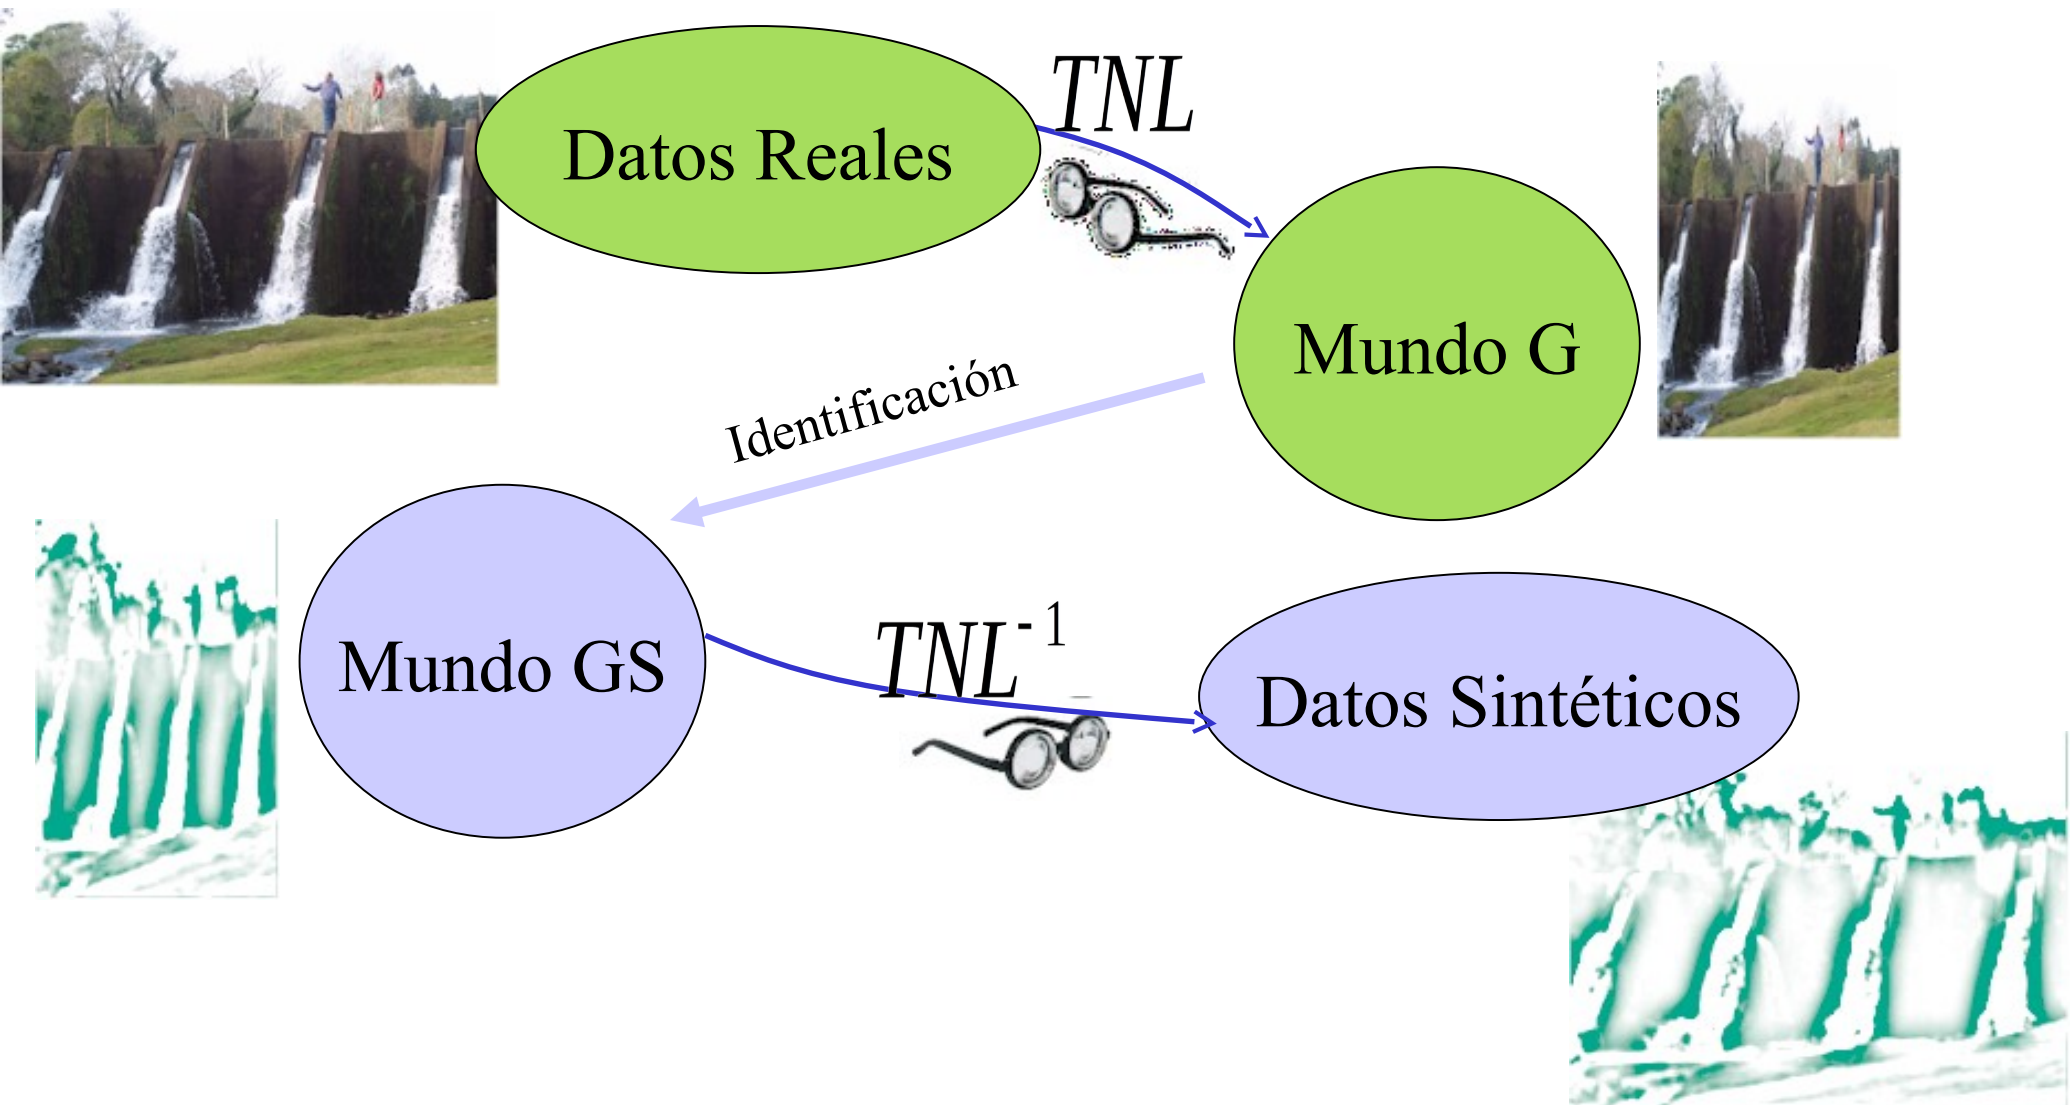 Datos Reales
TNL
Mundo G
Identificación
Mundo GS
TNL⁻¹
Datos Sintéticos